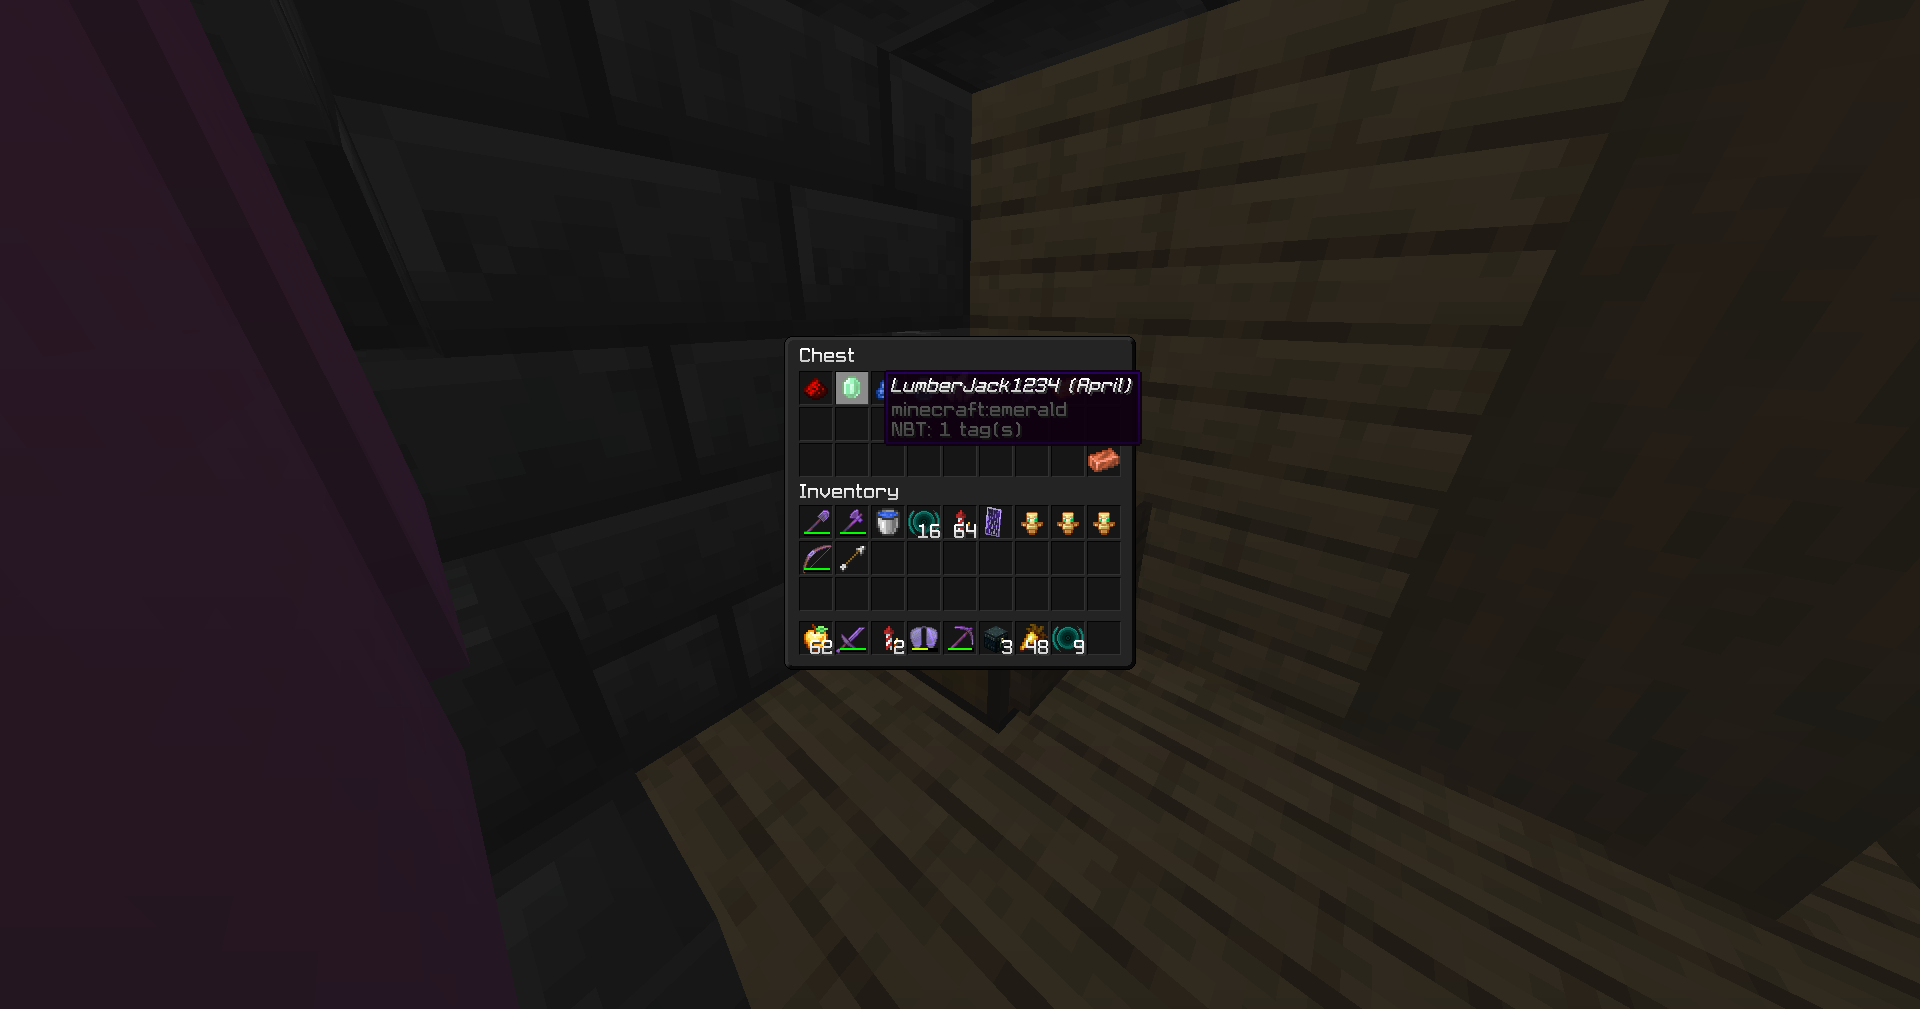 Chest
LumberJack1234 (April)
minecraft:emerald
NBT: 1 tag(s)
Inventory
16 64
62 2 3 48 9